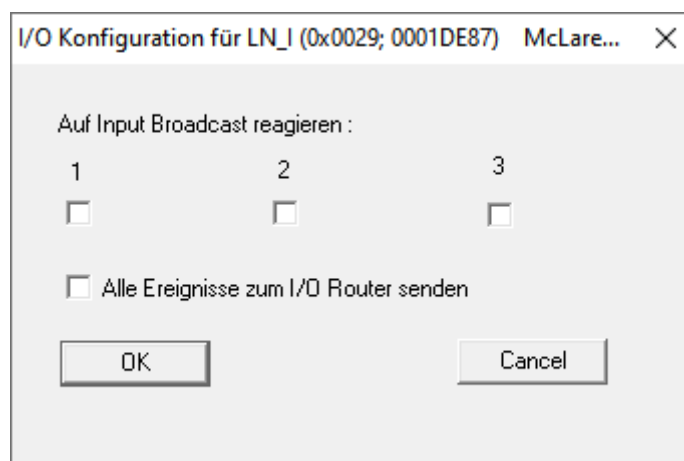 I/O Konfiguration für LN_I (0x0029; 0001DE87) McLare...
Auf Input Broadcast reagieren :
1 2 3
Alle Ereignisse zum I/O Router senden
OK Cancel